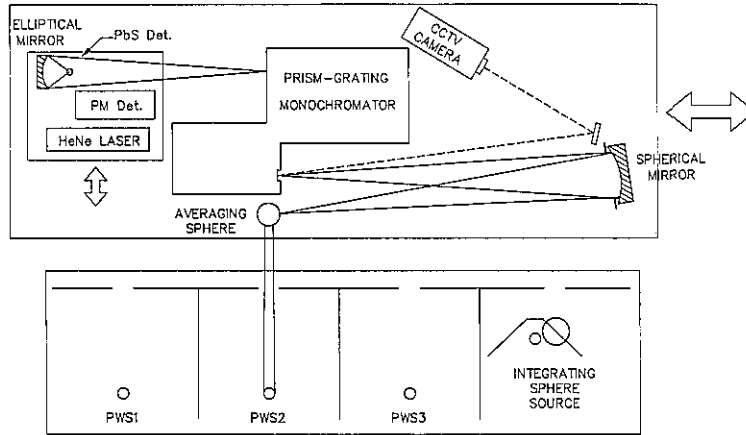 ELLIPTICAL
MIRROR
PbS Det.
CCTV
CAMERA
PRISM-GRATING
MONOCHROMATOR
PM Det.
HeNe LASER
SPHERICAL
MIRROR
AVERAGING
SPHERE
PWS1
PWS2
PWS3
INTEGRATING
SPHERE
SOURCE